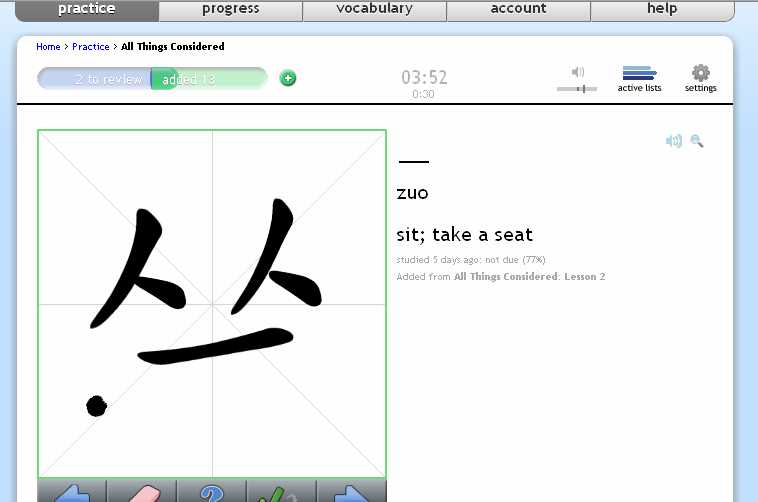 practice progress vocabulary account help
Home > Practice > All Things Considered
2 to review added 13
03:52
0:30
active lists settings
zuo
sit; take a seat
studied 5 days ago: not due (77%)
Added from All Things Considered: Lesson 2